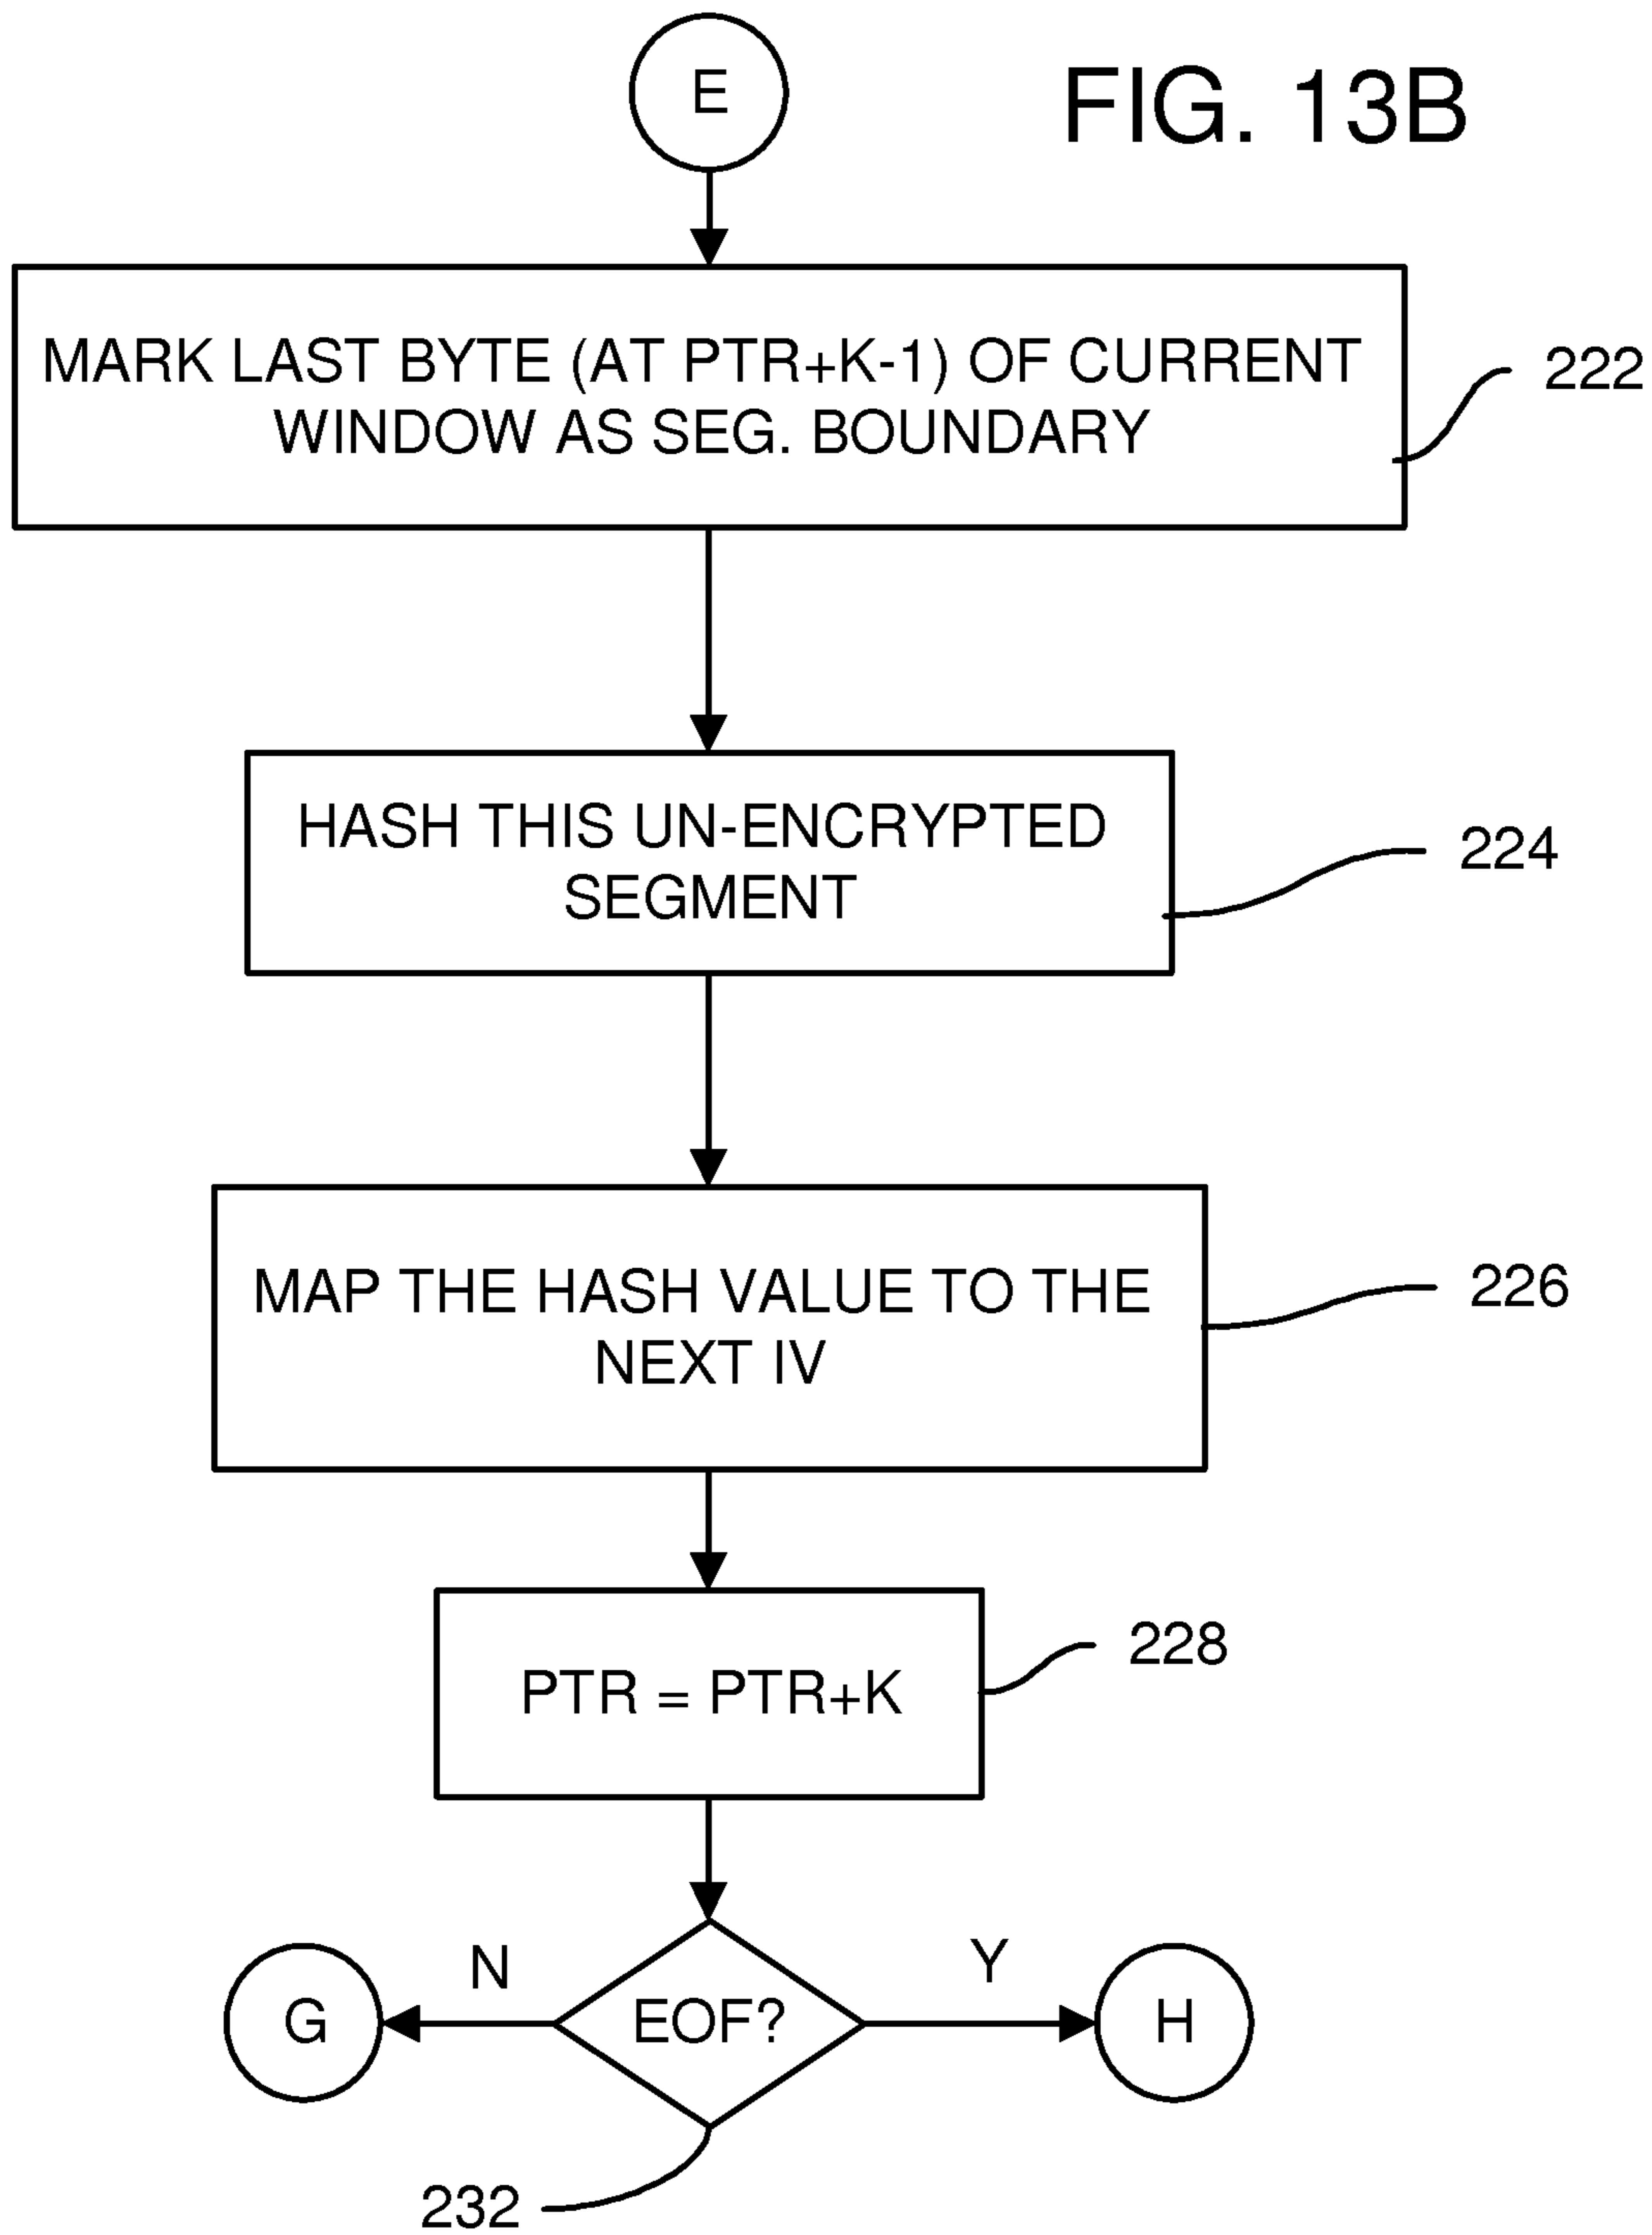 E
FIG. 13B
MARK LAST BYTE (AT PTR+K-1) OF CURRENT
WINDOW AS SEG. BOUNDARY
222
HASH THIS UN-ENCRYPTED
SEGMENT
224
MAP THE HASH VALUE TO THE
NEXT IV
226
PTR = PTR+K
228
N
Y
G
EOF?
H
232